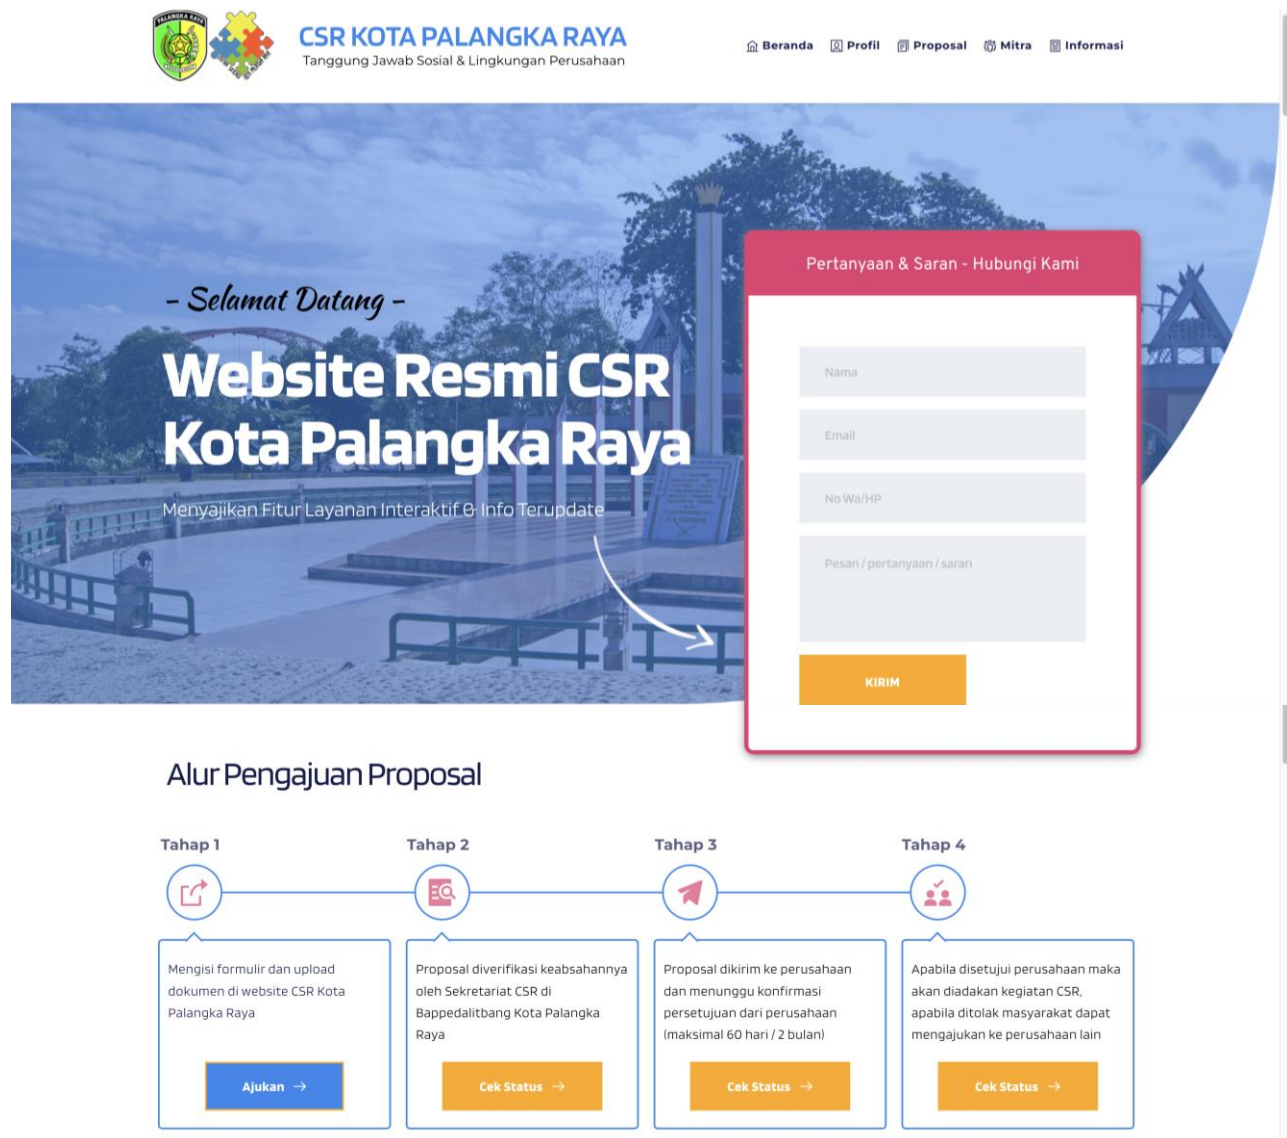 PALANGKA RAYA
CSR KOTA PALANGKA RAYA
Tanggung Jawab Sosial & Lingkungan Perusahaan
Beranda
Profil
Proposal
Mitra
Informasi
- Selamat Datang -
Website Resmi CSR
Kota Palangka Raya
Menyajikan Fitur Layanan Interaktif & Info Terupdate
Pertanyaan & Saran - Hubungi Kami
Nama
Email
No Wa/HP
Pesan / pertanyaan / saran
KIRIM
Alur Pengajuan Proposal
Tahap 1
Mengisi formulir dan upload
dokumen di website CSR Kota
Palangka Raya
Ajukan →
Tahap 2
Proposal diverifikasi keabsahannya
oleh Sekretariat CSR di
Bappedalitbang Kota Palangka
Raya
Cek Status →
Tahap 3
Proposal dikirim ke perusahaan
dan menunggu konfirmasi
persetujuan dari perusahaan
(maksimal 60 hari / 2 bulan)
Cek Status →
Tahap 4
Apabila disetujui perusahaan maka
akan diadakan kegiatan CSR,
apabila ditolak masyarakat dapat
mengajukan ke perusahaan lain
Cek Status →